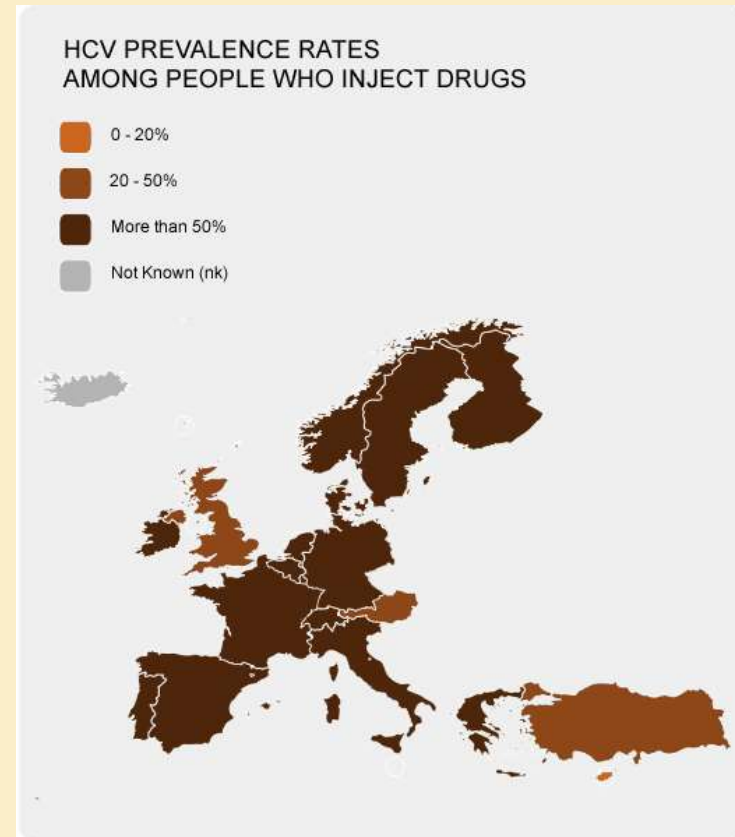 HCV PREVALENCE RATES
AMONG PEOPLE WHO INJECT DRUGS
0 - 20%
20 - 50%
More than 50%
Not Known (nk)